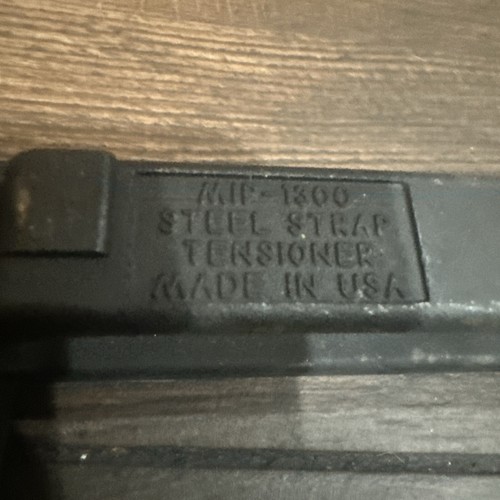 MIP-1300
STEEL STRAP
TENSIONER
MADE IN USA